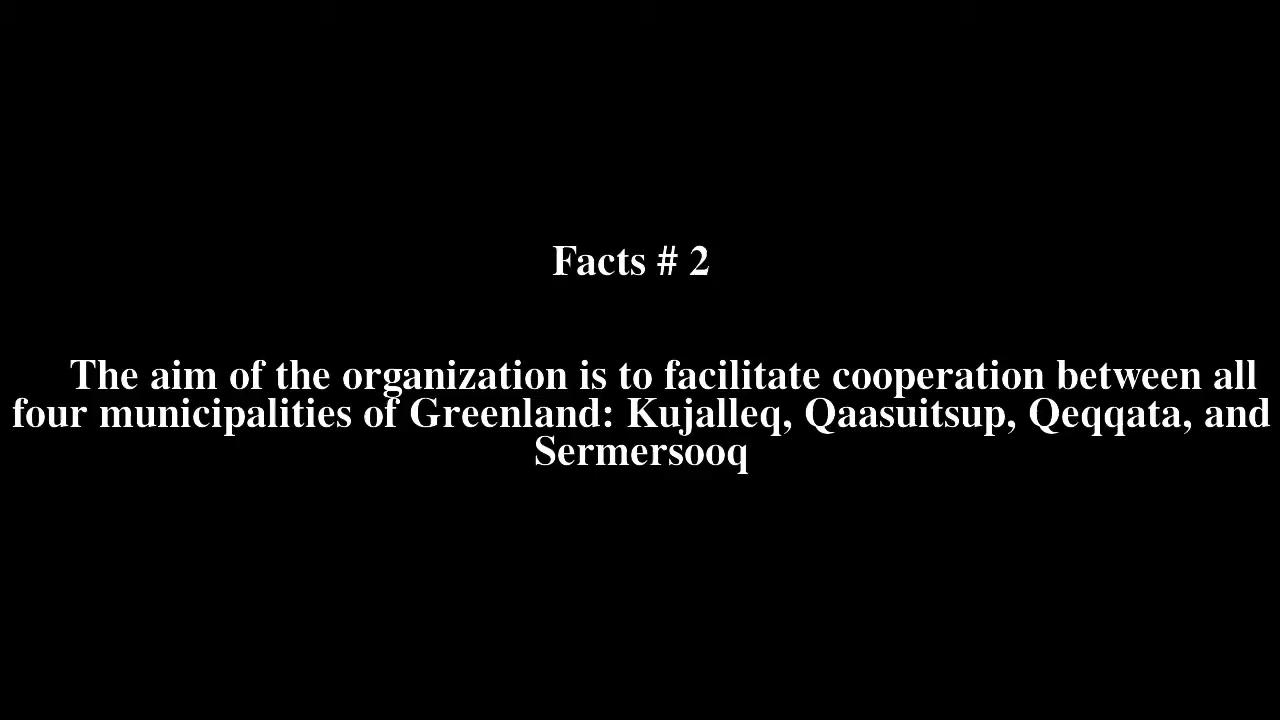 Facts # 2
The aim of the organization is to facilitate cooperation between all
four municipalities of Greenland: Kujalleq, Qaasuitsup, Qeqqata, and
Sermersooq